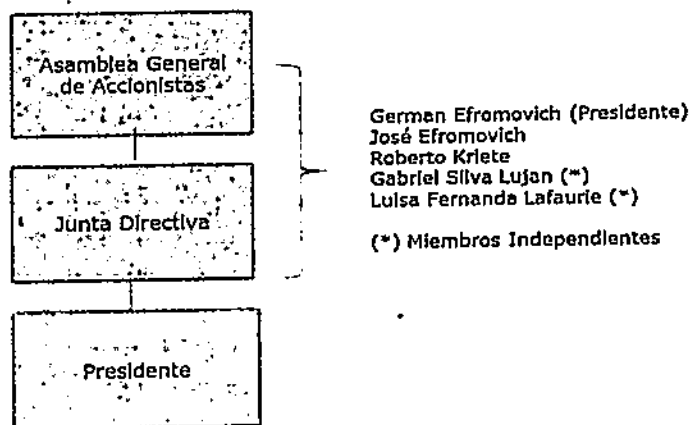 Asamblea General
de Accionistas
Junta Directiva
Presidente
German Efromovich (Presidente)
José Efromovich
Roberto Kriete
Gabriel Silva Lujan (*)
Luisa Fernanda Lafaurie (*)
(*) Miembros Independientes